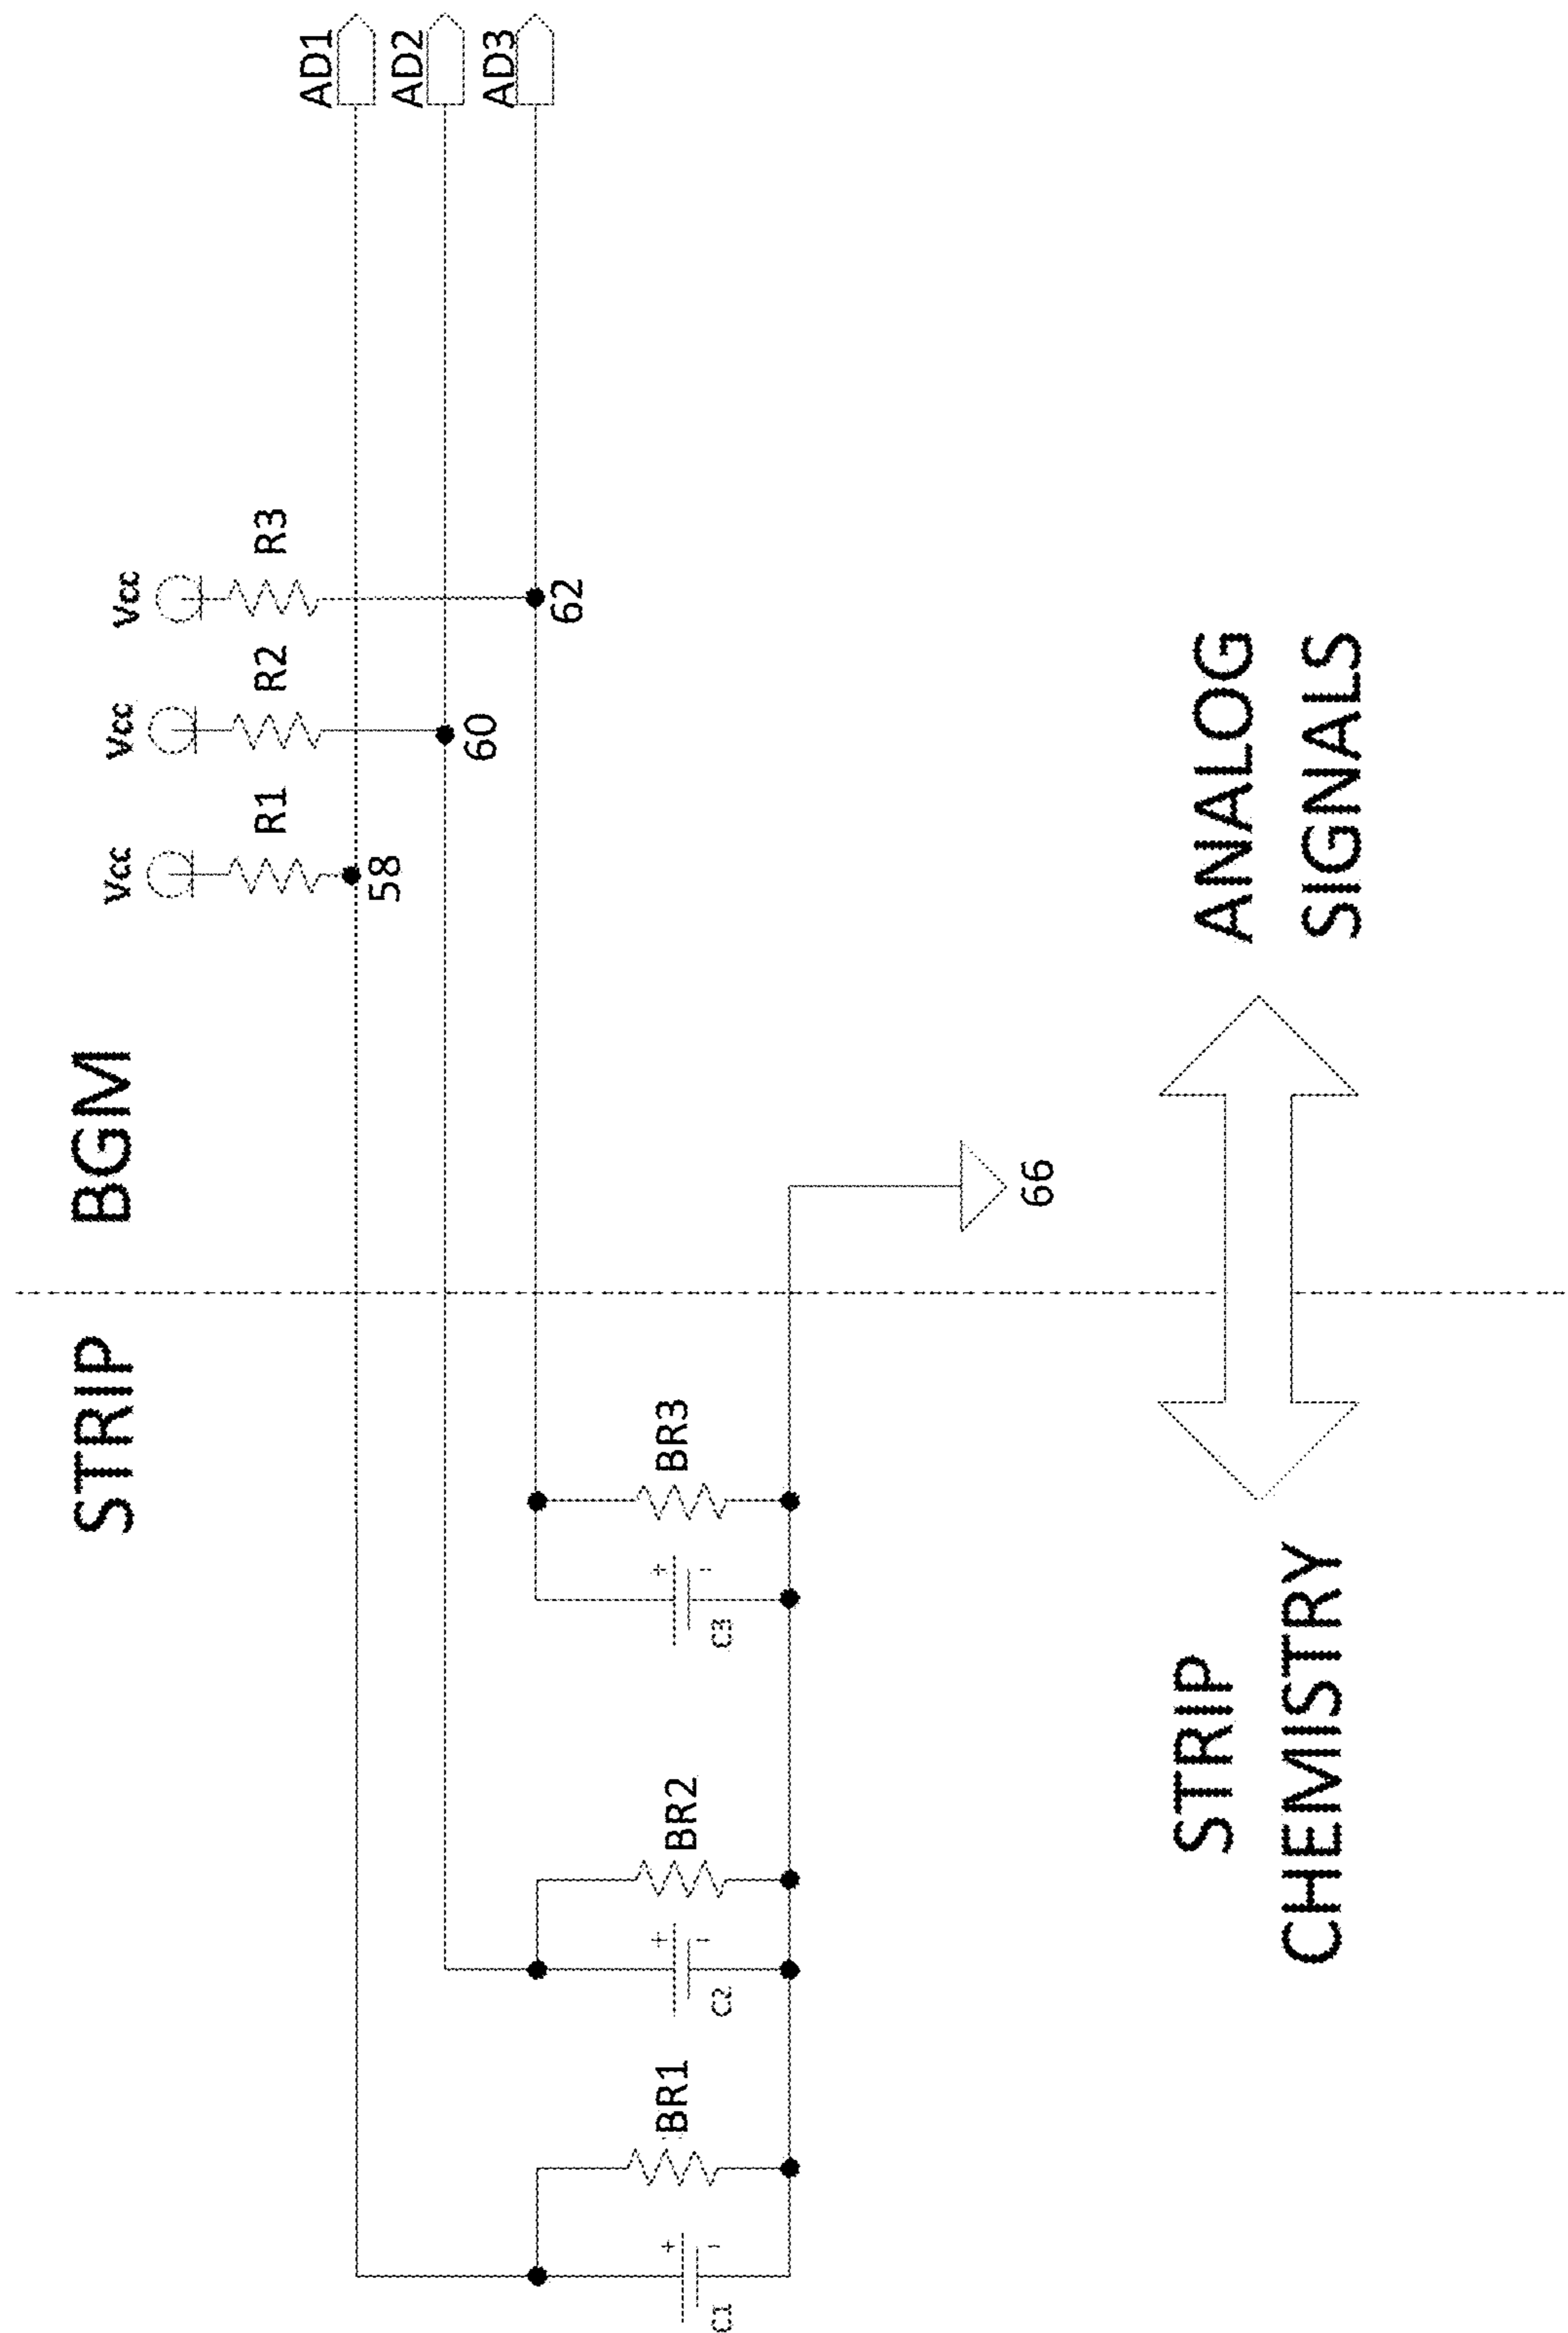 STRIP
BGM
Vcc
Vcc
Vcc
R1
R2
R3
AD1
AD2
AD3
58
60
62
C1
BR1
C2
BR2
C3
BR3
66
STRIP
CHEMISTRY
ANALOG
SIGNALS